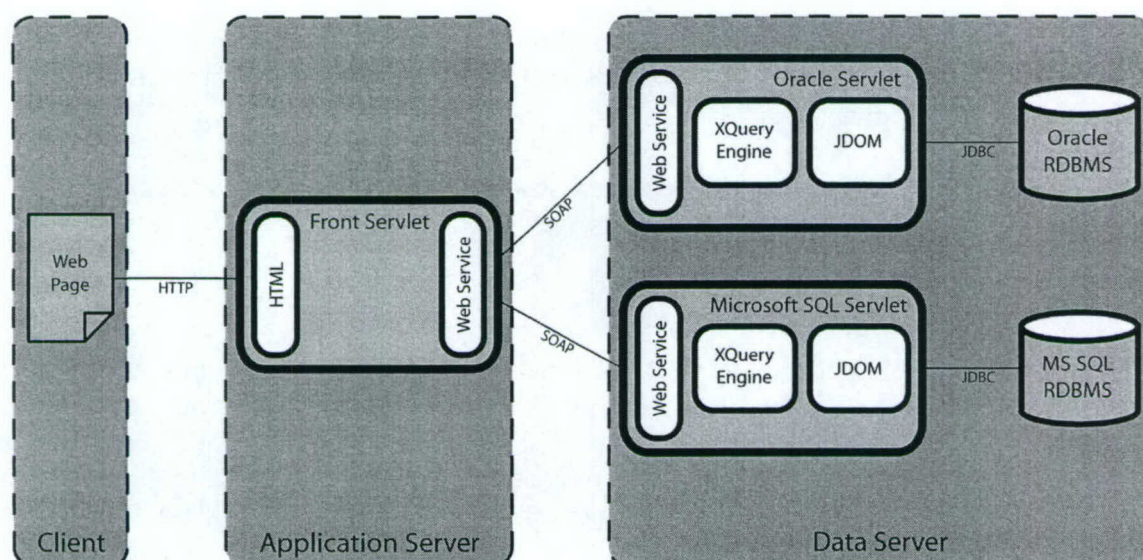 Web
Page
Client
HTTP
Front Servlet
HTML
Web Service
Application Server
SOAP
SOAP
Oracle Servlet
Web Service
XQuery
Engine
JDOM
JDBC
Oracle
RDBMS
Microsoft SQL Servlet
Web Service
XQuery
Engine
JDOM
JDBC
MS SQL
RDBMS
Data Server